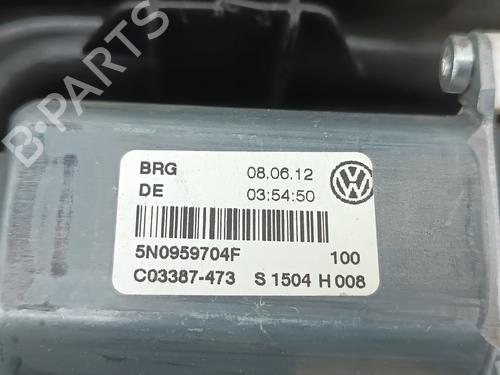 BRG 08.06.12
DE 03:54:50
5N0959704F 100
C03387-473 S 1504 H 008
B-PARTS